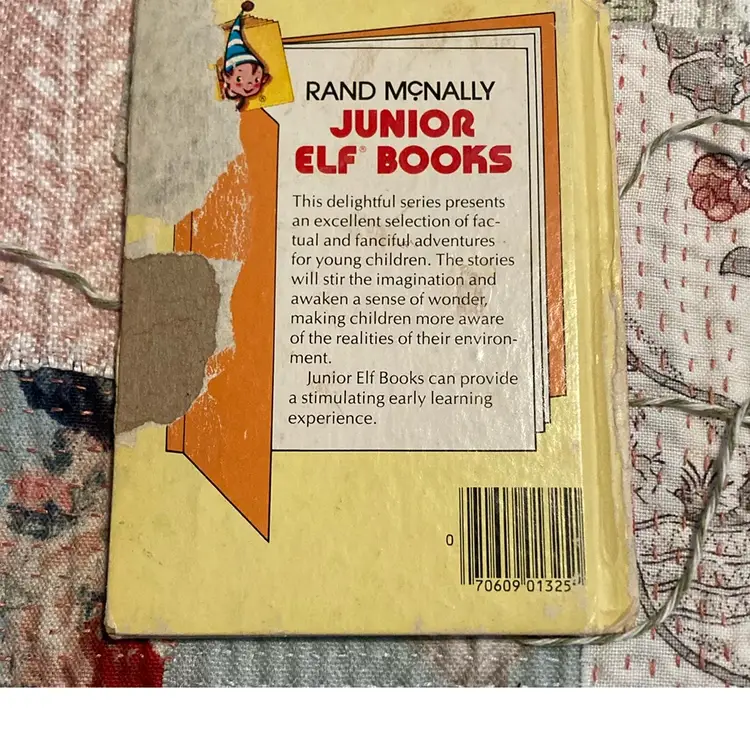 RAND McNALLY
JUNIOR
ELF® BOOKS
This delightful series presents
an excellent selection of fac-
tual and fanciful adventures
for young children. The stories
will stir the imagination and
awaken a sense of wonder,
making children more aware
of the realities of their environ-
ment.
Junior Elf Books can provide
a stimulating early learning
experience.
0
70609 01325